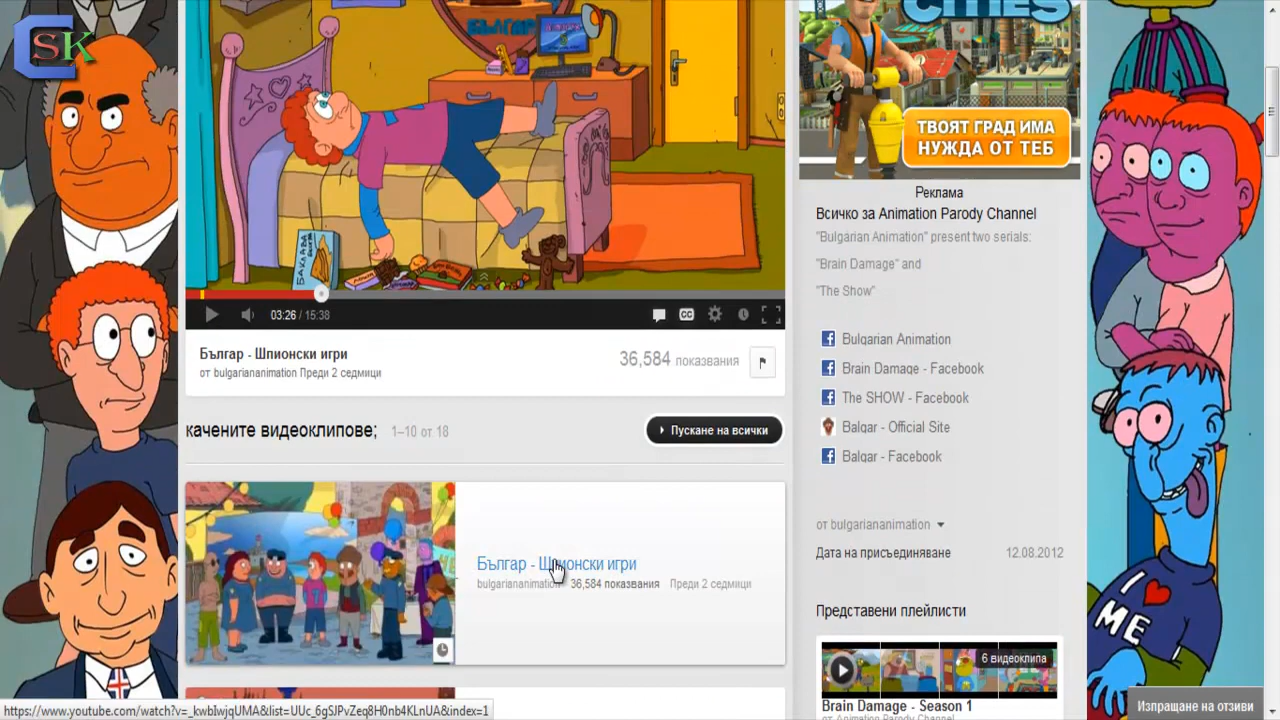 SK
CITIES
ТВОЯТ ГРАД ИМА
НУЖДА ОТ ТЕБ
Реклама
Всичко за Animation Parody Channel
"Bulgarian Animation" present two serials:
"Brain Damage" and
"The Show"
03:26 / 15:38
CC
Българ - Шпионски игри
от bulgariananimation Преди 2 седмици
36,584 показвания
Bulgarian Animation
Brain Damage - Facebook
The SHOW - Facebook
Balgar - Official Site
Balgar - Facebook
качените видеоклипове;
1–10 от 18
Пускане на всички
от bulgariananimation
Дата на присъединяване
12.08.2012
Българ - Шпионски игри
bulgariananimation 36,584 показвания Преди 2 седмици
Представени плейлисти
6 видеоклипа
Brain Damage - Season 1
от Animation Parody Channel
I ME
Изпращане на отзиви
https://www.youtube.com/watch?v=_kwbIwjqUMA&list=UUc_6gSJPvZeq8H0nb4KLnUA&index=1